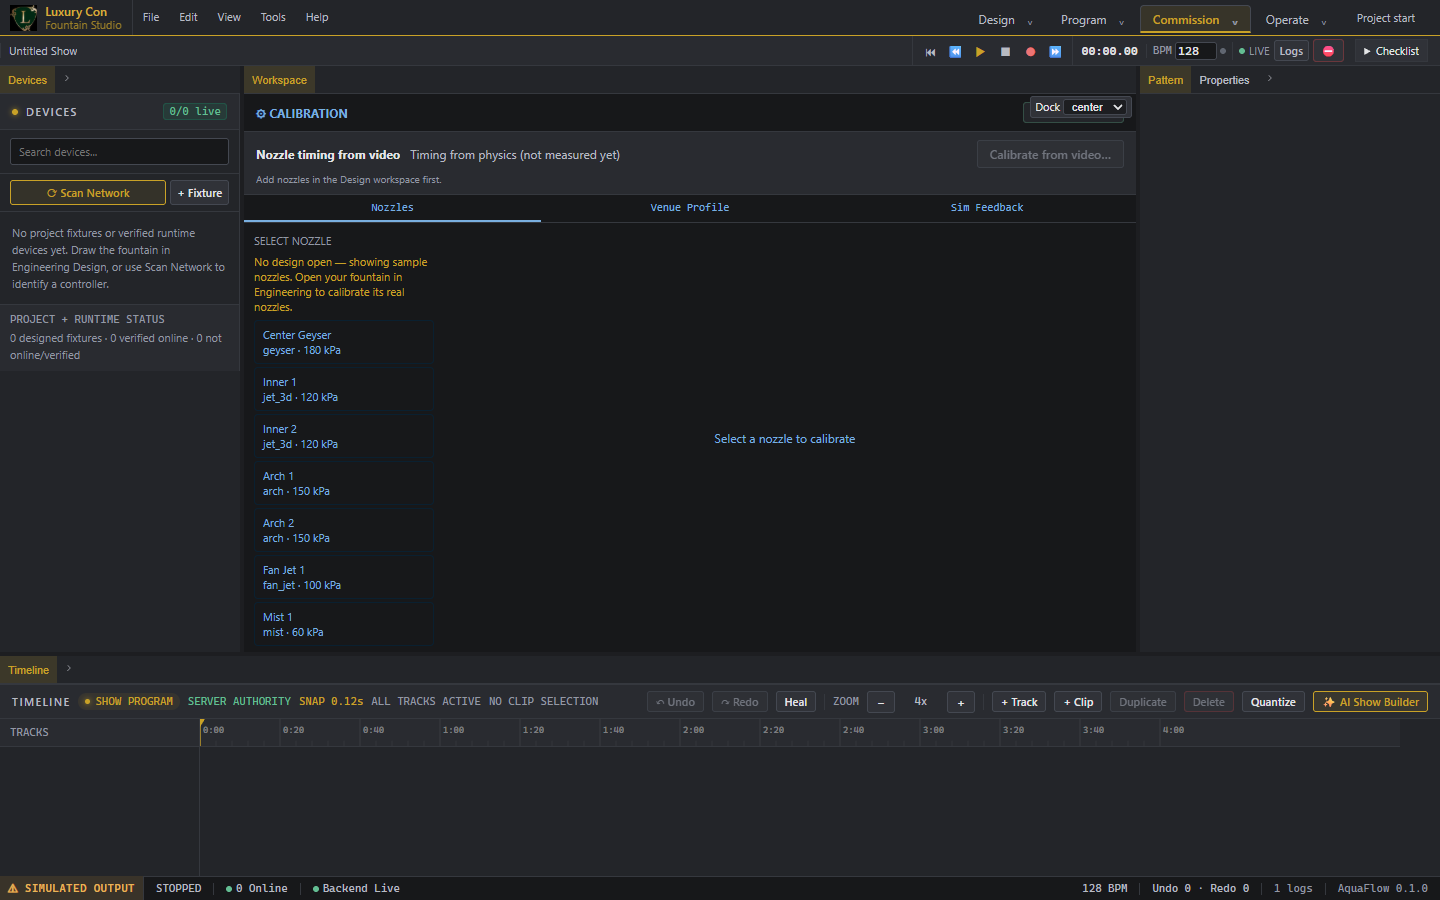 Luxury Con
Fountain Studio
File Edit View Tools Help
Design Program Commission Operate Project start
Untitled Show
00:00.00 BPM 128 LIVE Logs Checklist
Devices
DEVICES 0/0 live
Search devices...
Scan Network + Fixture
No project fixtures or verified runtime
devices yet. Draw the fountain in
Engineering Design, or use Scan Network to
identify a controller.
PROJECT + RUNTIME STATUS
0 designed fixtures · 0 verified online · 0 not
online/verified
Workspace
CALIBRATION
Dock center
Nozzle timing from video Timing from physics (not measured yet)
Calibrate from video...
Add nozzles in the Design workspace first.
Nozzles Venue Profile Sim Feedback
SELECT NOZZLE
No design open — showing sample
nozzles. Open your fountain in
Engineering to calibrate its real
nozzles.
Center Geyser
geyser · 180 kPa
Inner 1
jet_3d · 120 kPa
Inner 2
jet_3d · 120 kPa
Arch 1
arch · 150 kPa
Arch 2
arch · 150 kPa
Fan Jet 1
fan_jet · 100 kPa
Mist 1
mist · 60 kPa
Select a nozzle to calibrate
Pattern Properties
Timeline
TIMELINE SHOW PROGRAM SERVER AUTHORITY SNAP 0.12s ALL TRACKS ACTIVE NO CLIP SELECTION
Undo Redo Heal ZOOM − 4x + + Track + Clip Duplicate Delete Quantize AI Show Builder
TRACKS 0:00 0:20 0:40 1:00 1:20 1:40 2:00 2:20 2:40 3:00 3:20 3:40 4:00
SIMULATED OUTPUT STOPPED 0 Online Backend Live
128 BPM Undo 0 · Redo 0 1 logs AquaFlow 0.1.0